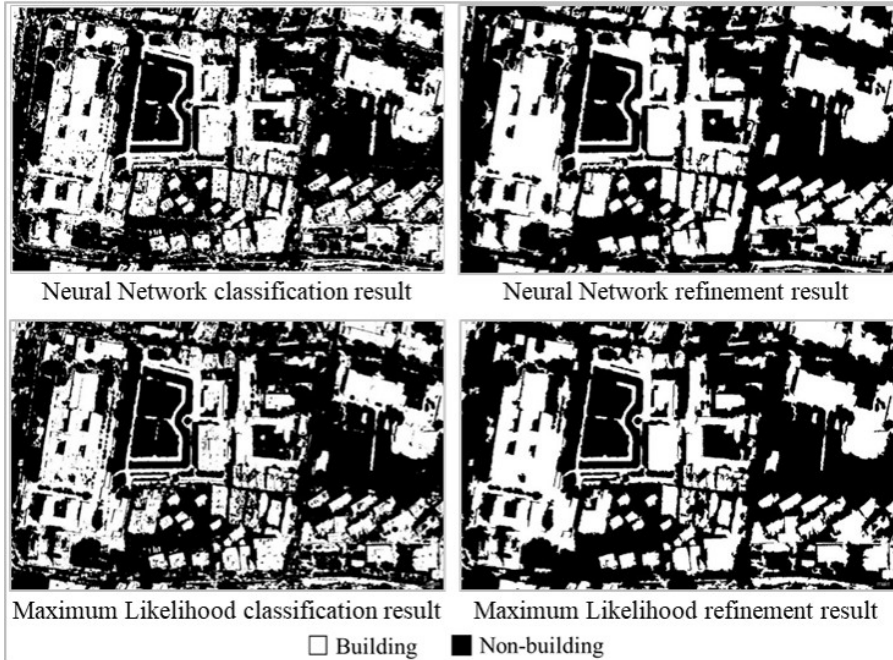 Neural Network classification result
Neural Network refinement result
Maximum Likelihood classification result
Maximum Likelihood refinement result
Building
Non-building